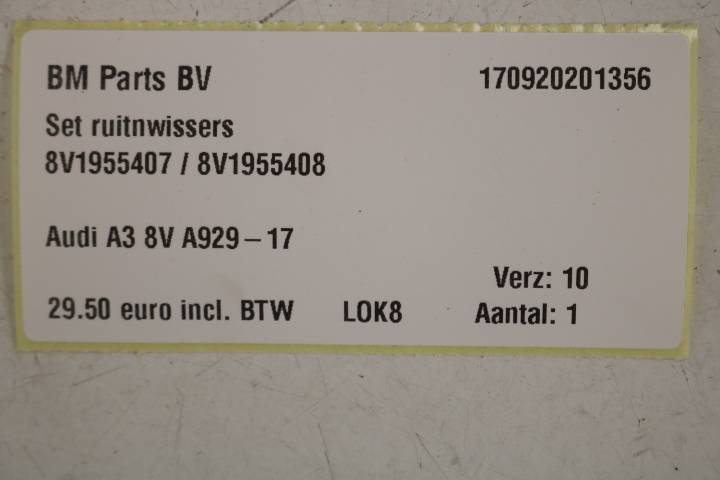 BM Parts BV 170920201356
Set ruitnwissers
8V1955407 / 8V1955408
Audi A3 8V A929-17
Verz: 10
29.50 euro incl. BTW LOK8 Aantal: 1